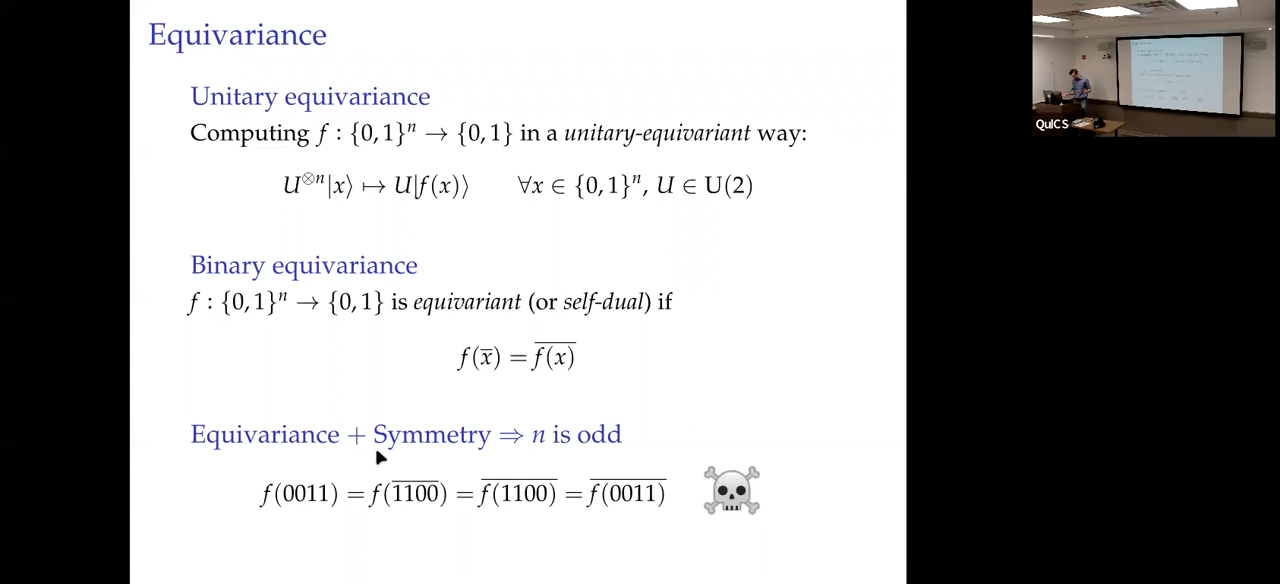 Equivariance
Unitary equivariance
Computing f : {0,1}ⁿ → {0,1} in a unitary-equivariant way:
U^{⊗n}|x⟩ ↦ U|f(x)⟩ ∀x ∈ {0,1}ⁿ, U ∈ U(2)
Binary equivariance
f : {0,1}ⁿ → {0,1} is equivariant (or self-dual) if
f(\overline{x}) = \overline{f(x)}
Equivariance + Symmetry ⇒ n is odd
f(0011) = f(\overline{1100}) = \overline{f(1100)} = \overline{f(0011)}
QuICS